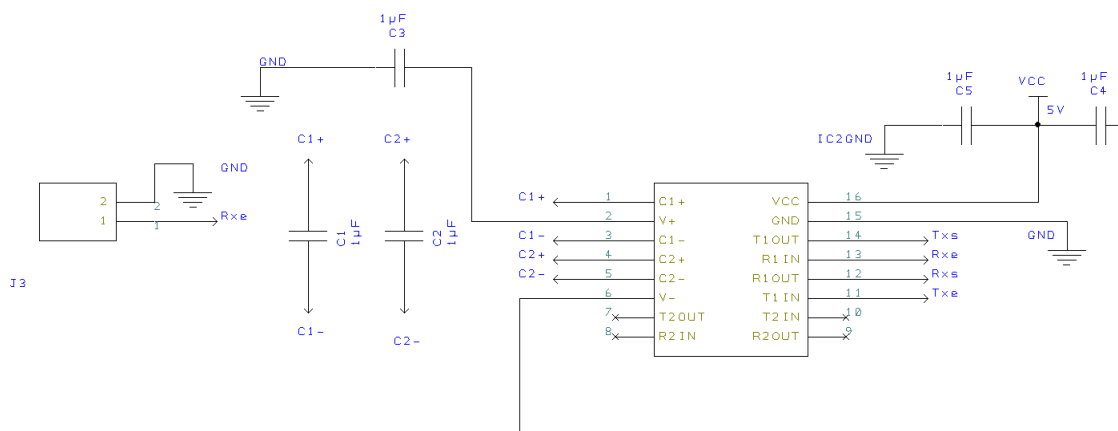 1µF
C3
GND
1µF
C5
VCC
1µF
C4
5V
IC2GND
C1+
C2+
GND
2
2
1
1
Rxe
J3
C1
1µF
C2
1µF
C1-
C2-
C1+
1
C1+
VCC
16
2
V+
GND
15
C1-
3
C1-
T1OUT
14
Txs
GND
C2+
4
C2+
R1IN
13
Rxe
C2-
5
C2-
R1OUT
12
Rxs
6
V-
T1IN
11
Txe
7
T2OUT
T2IN
10
8
R2IN
R2OUT
9